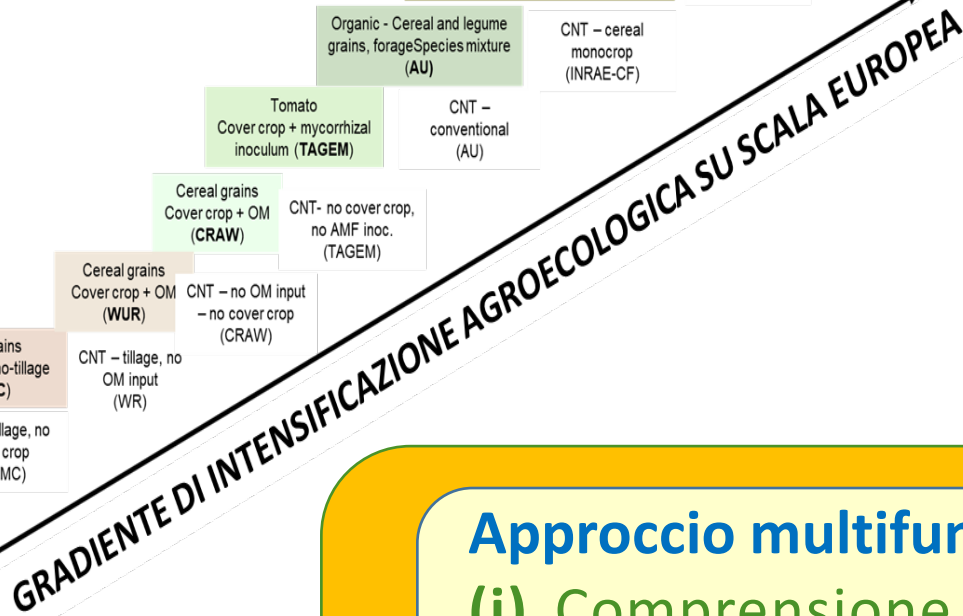 Organic - Cereal and legume
grains, forageSpecies mixture
(AU)
CNT – cereal
monocrop
(INRAE-CF)
Tomato
Cover crop + mycorrhizal
inoculum (TAGEM)
CNT –
conventional
(AU)
Cereal grains
Cover crop + OM
(CRAW)
CNT- no cover crop,
no AMF inoc.
(TAGEM)
Cereal grains
Cover crop + OM
(WUR)
CNT – no OM input
– no cover crop
(CRAW)
CNT – tillage, no
OM input
(WR)
no
crop
GRADIENTE DI INTENSIFICAZIONE AGROECOLOGICA SU SCALA EUROPEA
Approccio
(i) Comprensione